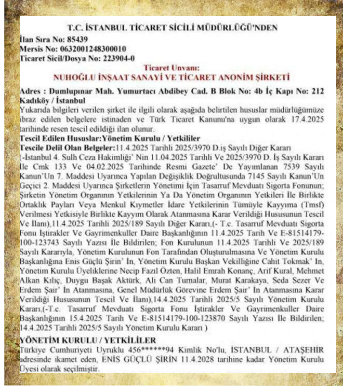 T.C. İSTANBUL TİCARET SİCİLİ MÜDÜRLÜĞÜ'NDEN
İlan Sıra No: 85439
Mersis No: 0632001248300010
Ticaret Sicil/Dosya No: 223904-0
Ticaret Unvanı:
NUHOĞLU İNŞAAT SANAYİ VE TİCARET ANONİM ŞİRKETİ
Adres : Dumlupınar Mah. Yumurtacı Abdibey Cad. B Blok No: 4b İç Kapı No: 212
Kadıköy / İstanbul
Yukarıda bilgileri verilen şirket ile ilgili olarak aşağıda belirtilen hususlar müdürlüğümüze
ibraz edilen belgelere istinaden ve Türk Ticaret Kanunu'na uygun olarak 17.4.2025
tarihinde resen tescil edildiği ilan olunur.
Tescil Edilen Hususlar:Yönetim Kurulu / Yetkililer
Tescile Delil Olan Belgeler:11.4.2025 Tarih Ve 2025/3970 D.iş Sayılı Diğer Kararı
(-İstanbul 4. Sulh Ceza Hakimliği' Nin 11.04.2025 Tarih Ve 2025/3970 D. İş Sayılı Kararı
İle Cmk 133 Ve 04.02.2025 Tarihinde Resmi Gazete' De Yayımlanan 7539 Sayılı
Kanun'Un 7. Maddesi Uyarınca Yapılan Değişiklik Doğrultusunda 7145 Sayılı Kanun'Un
Geçici 2. Maddesi Uyarınca Şirketlerin Yönetimi İçin Tasarruf Mevduatı Sigorta Fonunun;
Şirketin Yönetim Organının Yetkilerinin Ya Da Yönetim Organının Yetkileri İle Birlikte
Ortaklık Payları Veya Menkul Kıymetler İdare Yetkilerinin Tümüyle Kayyıma (Tmsf)
Verilmesi Yetkisiyle Birlikte Kayyım Olarak Atanmasına Karar Verildiği Hususunun Tescil
Ve İlanı),11.4.2025 Tarihli 2025/189 Sayılı Diğer Kararı,(- T.c. Tasarruf Mevduatı Sigorta
Fonu İştirakler Ve Gayrimenkuller Daire Başkanlığının 11.4.2025 Tarih Ve E-81514179-
100-123743 Sayılı Yazısı İle Bildirilen; Fon Kurulunun 11.4.2025 Tarih Ve 2025/189
Sayılı Kararıyla, Yönetim Kurulunun Fon Tarafından Oluşturulmasına Ve Yönetim Kurulu
Başkanlığına Enis Güçlü Şirin' In, Yönetim Kurulu Başkan Vekilliğine Cahit Tokmak' In,
Yönetim Kurulu Üyeliklerine Necip Fazıl Özten, Halil Emrah Konanç, Arif Kural, Mehmet
Alkan Kılıç, Duygu Başak Aktürk, Ali Can Turnalar, Murat Karakaya, Seda Sezer Ve
Erdem Şair' In Atanmasına, Genel Müdürlük Görevine Erdem Şair' In Atanmasına Karar
Verildiği Hususunun Tescil Ve İlanı),14.4.2025 Tarihli 2025/5 Sayılı Yönetim Kurulu
Kararı,(-T.c. Tasarruf Mevduatı Sigorta Fonu İştirakler Ve Gayrimenkuller Daire
Başkanlığının 15.4.2025 Tarih Ve E-81514179-100-123870 Sayılı Yazısı İle Bildirilen;
14.4.2025 Tarihli 2025/5 Sayılı Yönetim Kurulu Kararı )
YÖNETİM KURULU / YETKİLİLER
Türkiye Cumhuriyeti Uyruklu 456******94 Kimlik No'lu, İSTANBUL / ATAŞEHİR
adresinde ikamet eden, ENİS GÜÇLÜ ŞİRİN 11.4.2028 tarihine kadar Yönetim Kurulu
Üyesi olarak seçilmiştir.